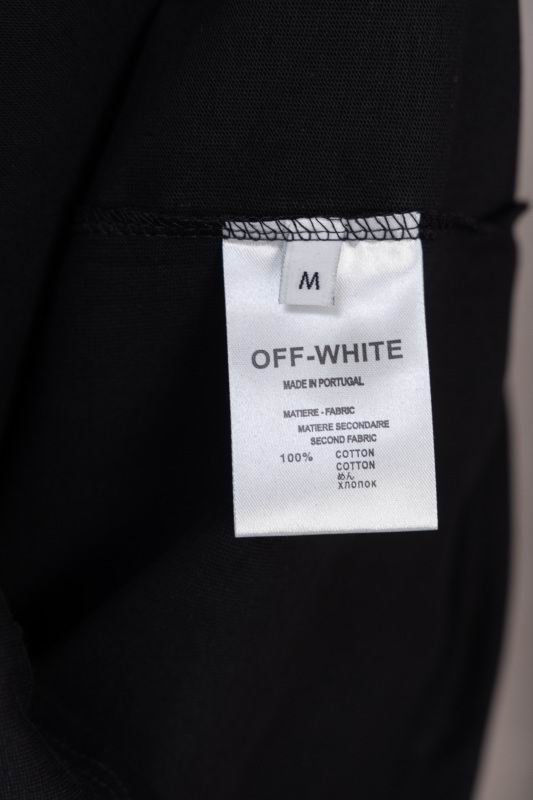 M
OFF-WHITE
MADE IN PORTUGAL
MATIERE - FABRIC
MATIERE SECONDAIRE
SECOND FABRIC
100% COTTON
COTTON
めん
ХЛОПОК